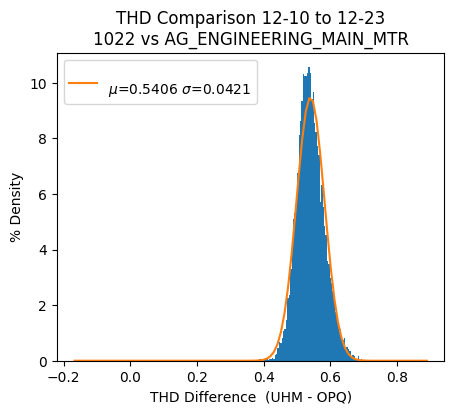 THD Comparison 12-10 to 12-23
1022 vs AG_ENGINEERING_MAIN_MTR
μ=0.5406 σ=0.0421
% Density
10
8
6
4
2
0
−0.2 0.0 0.2 0.4 0.6 0.8
THD Difference  (UHM - OPQ)